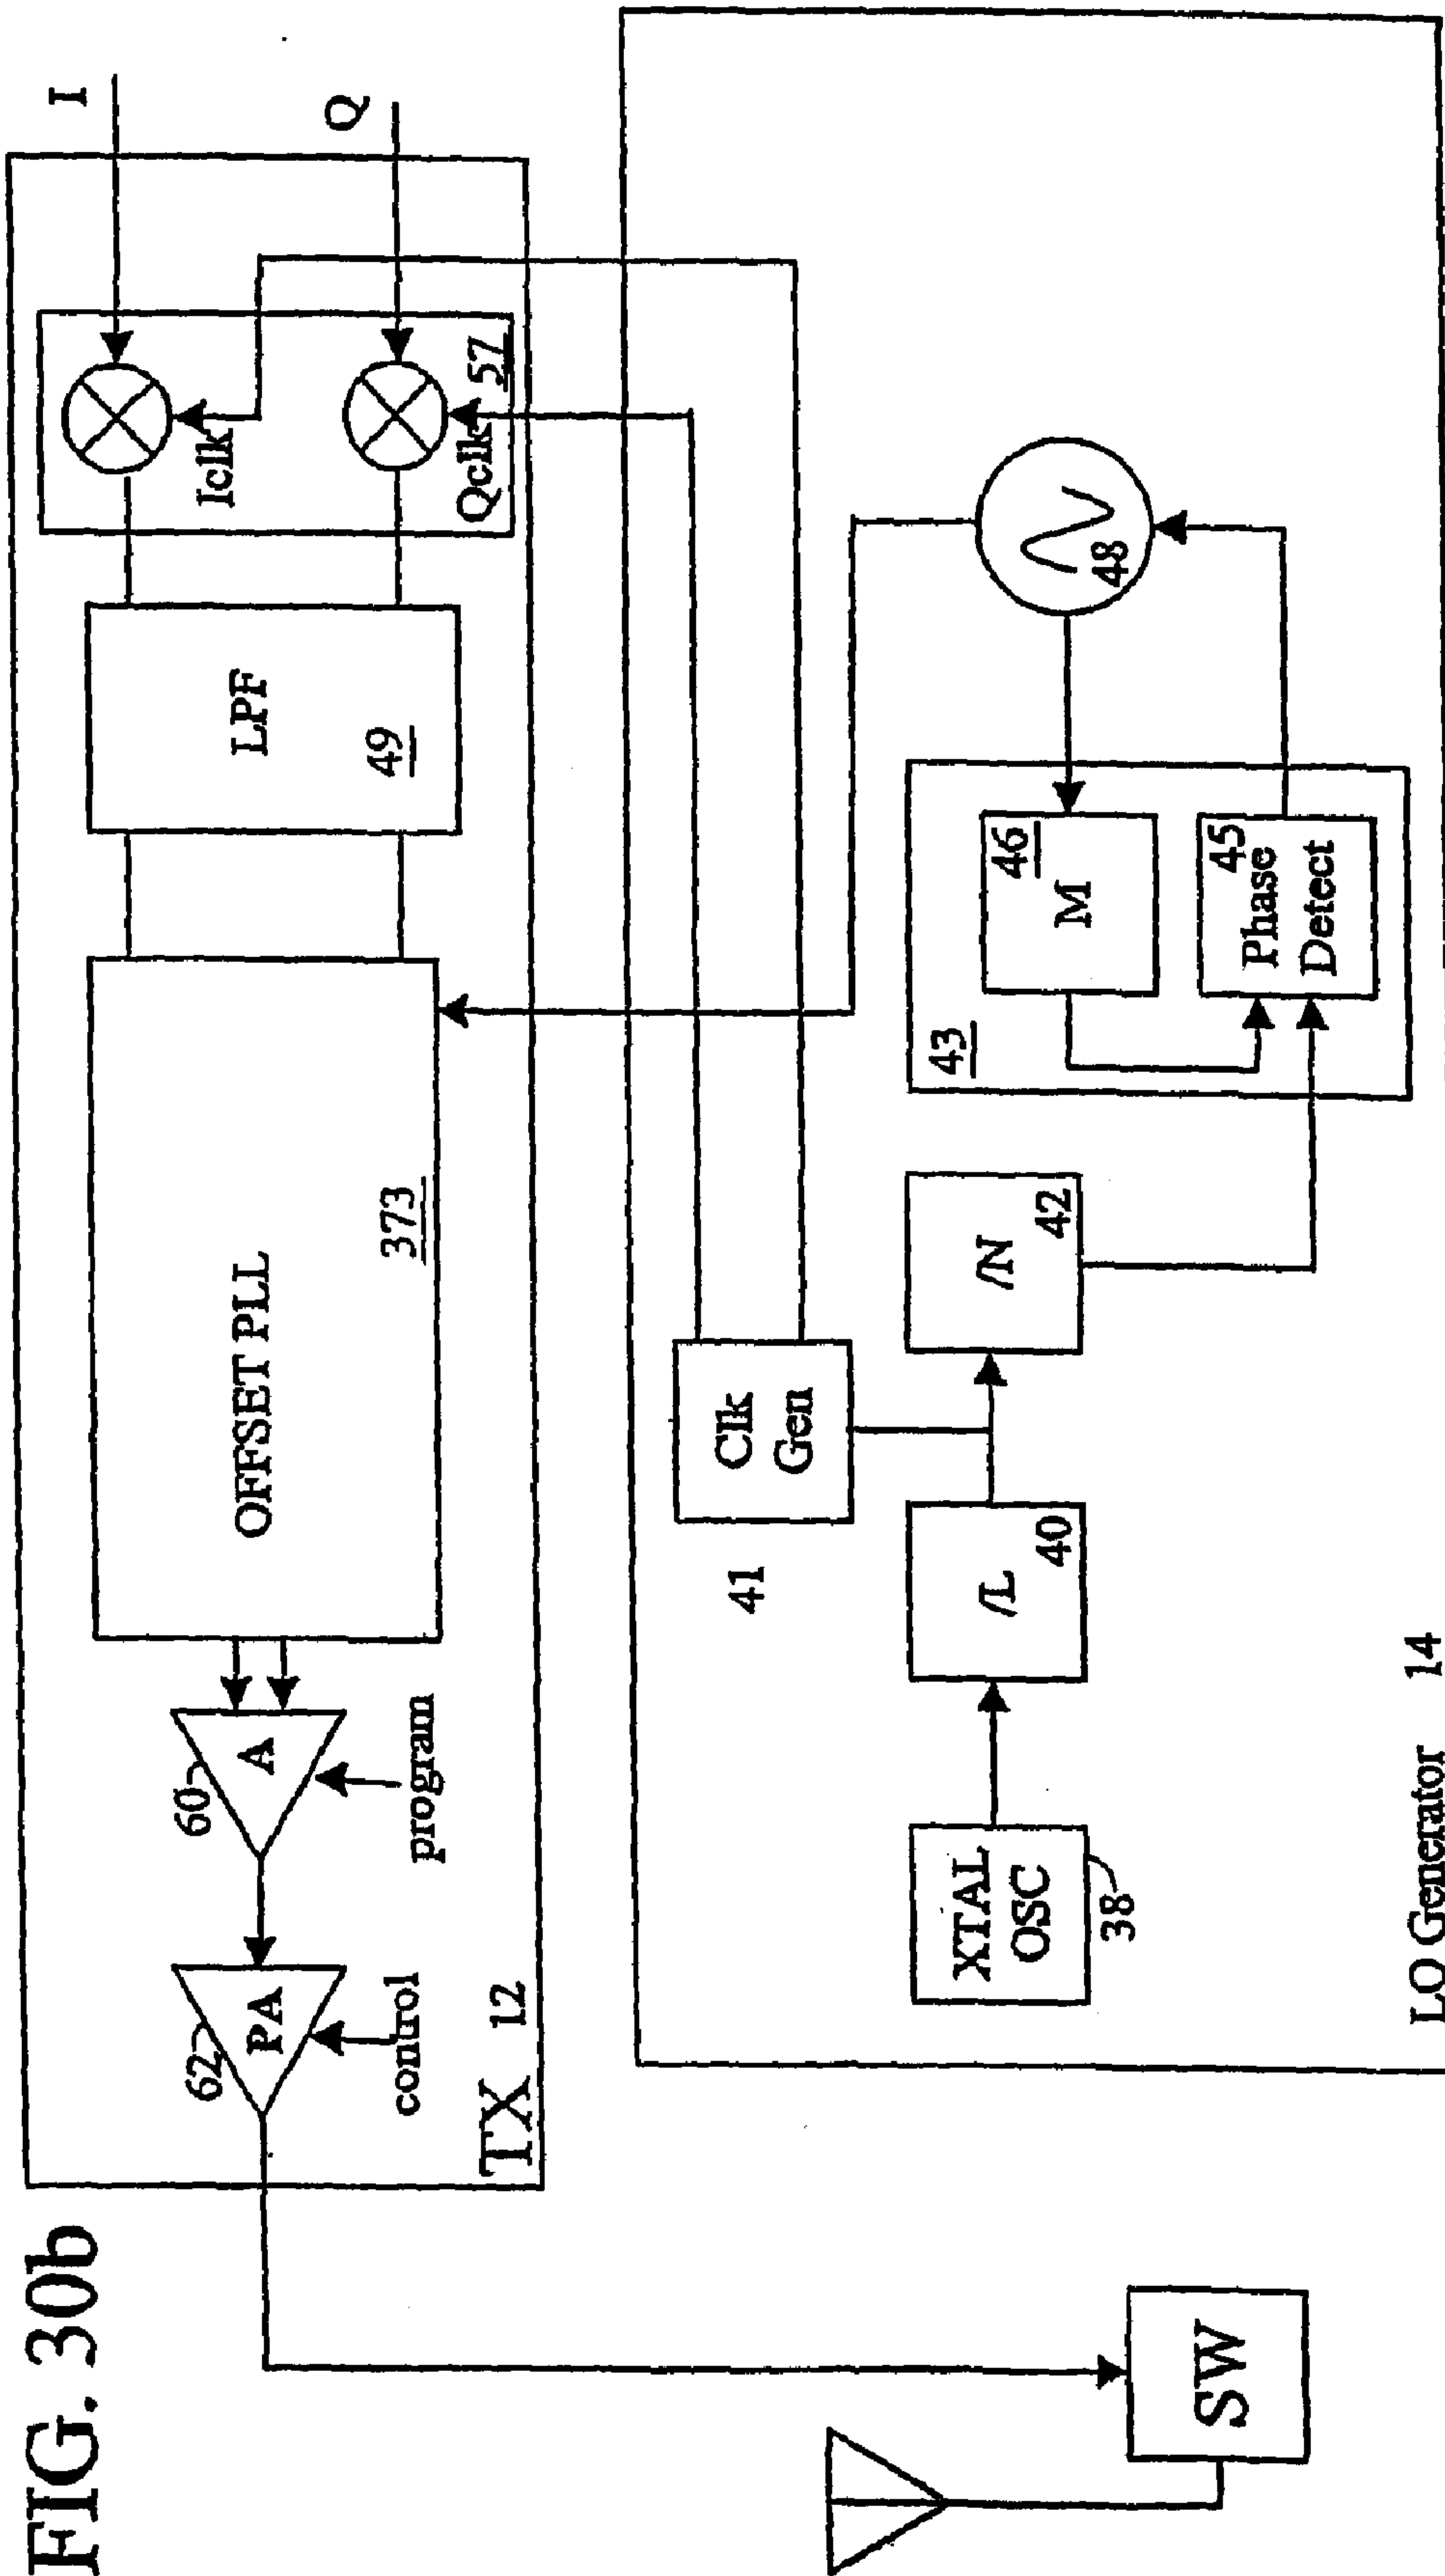 FIG. 30b
I
Q
Iclk
Qclk
57
LPF
49
OFFSET PLL
373
60
A
program
62
PA
control
TX 12
48
46
M
45
Phase
Detect
43
/N
42
Clk
Gen
41
/L
40
XTAL
OSC
38
LO Generator 14
SW